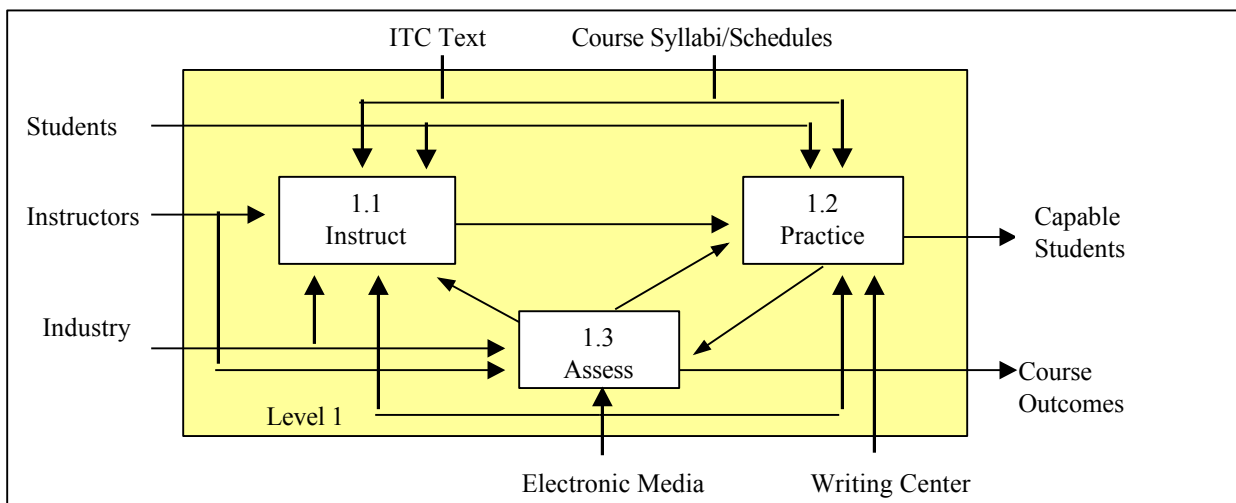 ITC Text
Course Syllabi/Schedules
Students
Instructors
1.1
Instruct
1.2
Practice
Capable
Students
Industry
1.3
Assess
Course
Outcomes
Level 1
Electronic Media
Writing Center